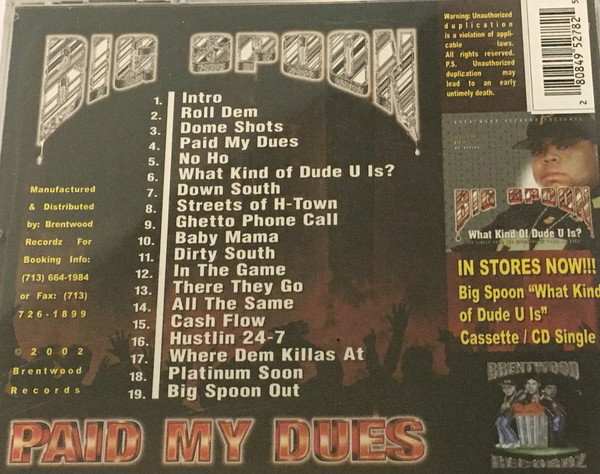 BIG SPOON
1. Intro
2. Roll Dem
3. Dome Shots
4. Paid My Dues
5. No Ho
6. What Kind of Dude U Is?
7. Down South
8. Streets of H-Town
9. Ghetto Phone Call
10. Baby Mama
11. Dirty South
12. In The Game
13. There They Go
14. All The Same
15. Cash Flow
16. Hustlin 24-7
17. Where Dem Killas At
18. Platinum Soon
19. Big Spoon Out
Manufactured
& Distributed
by: Brentwood
Recordz For
Booking Info:
(713) 664-1984
or Fax: (713)
726-1899
© 2002
Brentwood
Records
PAID MY DUES
Warning: Unauthorized
duplication
is a violation of appli-
cable laws.
All rights reserved.
P.S. Unauthorized
duplication may
lead to an early
untimely death.
2 80849 52782 5
BIG SPOON
What Kind Of Dude U Is?
IN STORES NOW!!!
Big Spoon "What Kind
of Dude U Is"
Cassette / CD Single
BRENTWOOD
RECORDZ